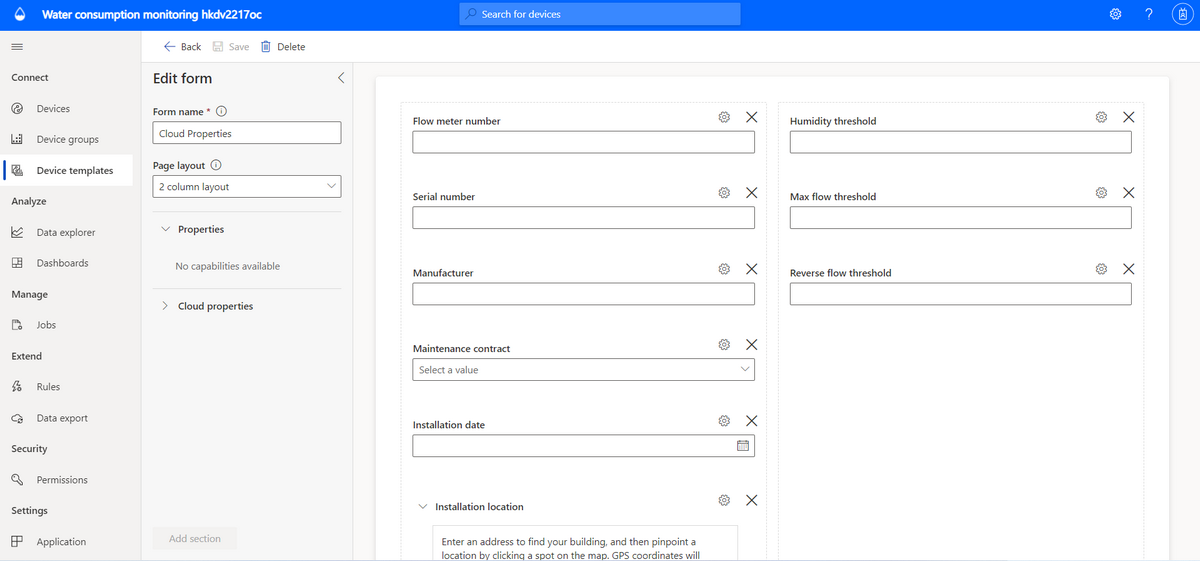 Water consumption monitoring hkdv2217oc
Search for devices
?
Back
Save
Delete
Connect
Devices
Device groups
Device templates
Analyze
Data explorer
Dashboards
Manage
Jobs
Extend
Rules
Data export
Security
Permissions
Settings
Application
Edit form
Form name *
Cloud Properties
Page layout
2 column layout
Properties
No capabilities available
Cloud properties
Add section
Flow meter number
Serial number
Manufacturer
Maintenance contract
Select a value
Installation date
Installation location
Enter an address to find your building, and then pinpoint a
location by clicking a spot on the map. GPS coordinates will
Humidity threshold
Max flow threshold
Reverse flow threshold